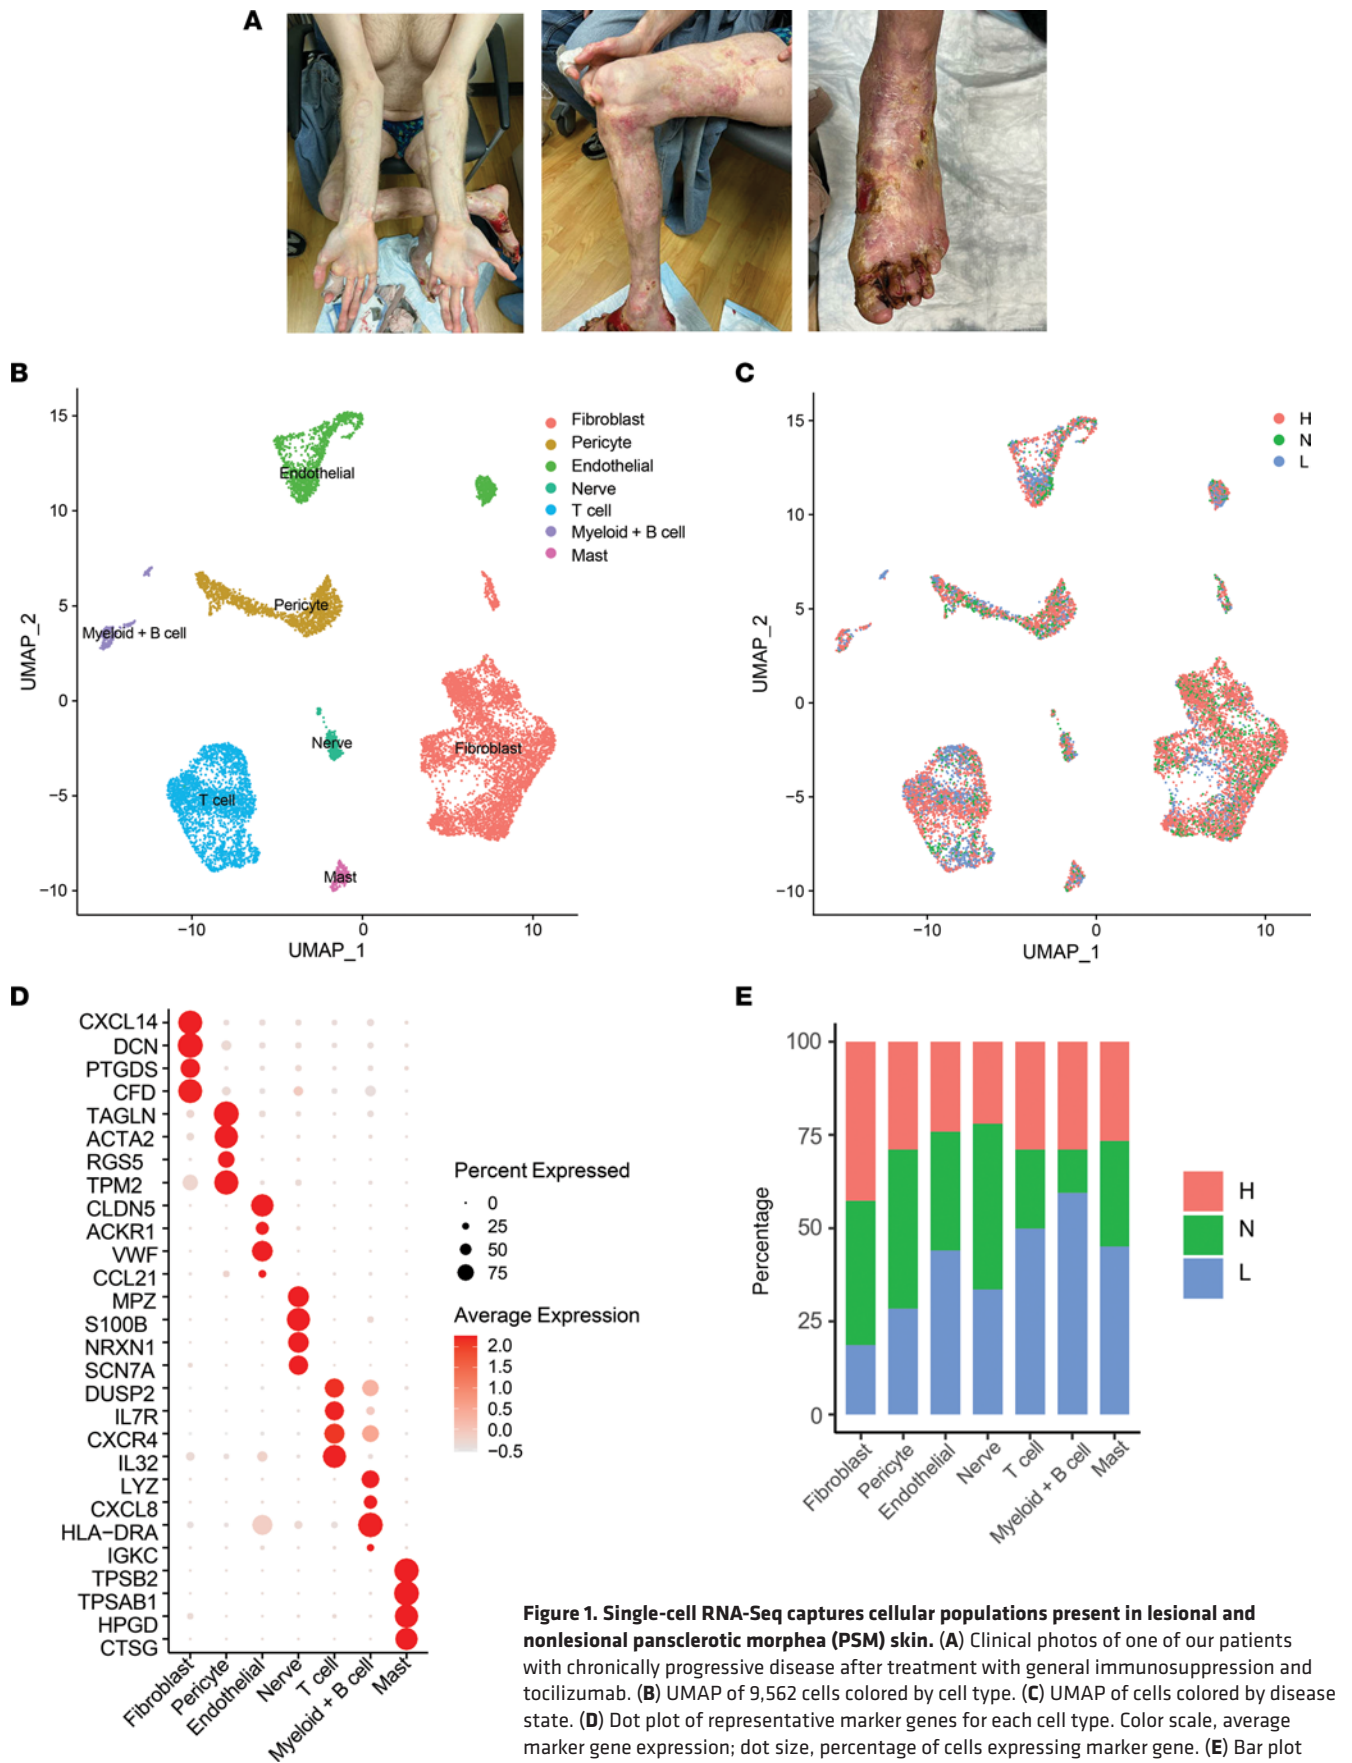 A
B
15
10
5
0
−5
−10
UMAP_2
−10
0
10
UMAP_1
Endothelial
Pericyte
Myeloid + B cell
Nerve
Fibroblast
T cell
Mast
Fibroblast
Pericyte
Endothelial
Nerve
T cell
Myeloid + B cell
Mast
C
15
10
5
0
−5
−10
UMAP_2
−10
0
10
UMAP_1
H
N
L
D
CXCL14
DCN
PTGDS
CFD
TAGLN
ACTA2
RGS5
TPM2
CLDN5
ACKR1
VWF
CCL21
MPZ
S100B
NRXN1
SCN7A
DUSP2
IL7R
CXCR4
IL32
LYZ
CXCL8
HLA−DRA
IGKC
TPSB2
TPSAB1
HPGD
CTSG
Fibroblast
Pericyte
Endothelial
Nerve
T cell
Myeloid + B cell
Mast
Percent Expressed
0
25
50
75
Average Expression
2.0
1.5
1.0
0.5
0.0
−0.5
E
100
75
50
25
0
Percentage
Fibroblast
Pericyte
Endothelial
Nerve
T cell
Myeloid + B cell
Mast
H
N
L
Figure 1. Single-cell RNA-Seq captures cellular populations present in lesional and
nonlesional pansclerotic morphea (PSM) skin. (A) Clinical photos of one of our patients
with chronically progressive disease after treatment with general immunosuppression and
tocilizumab. (B) UMAP of 9,562 cells colored by cell type. (C) UMAP of cells colored by disease
state. (D) Dot plot of representative marker genes for each cell type. Color scale, average
marker gene expression; dot size, percentage of cells expressing marker gene. (E) Bar plot